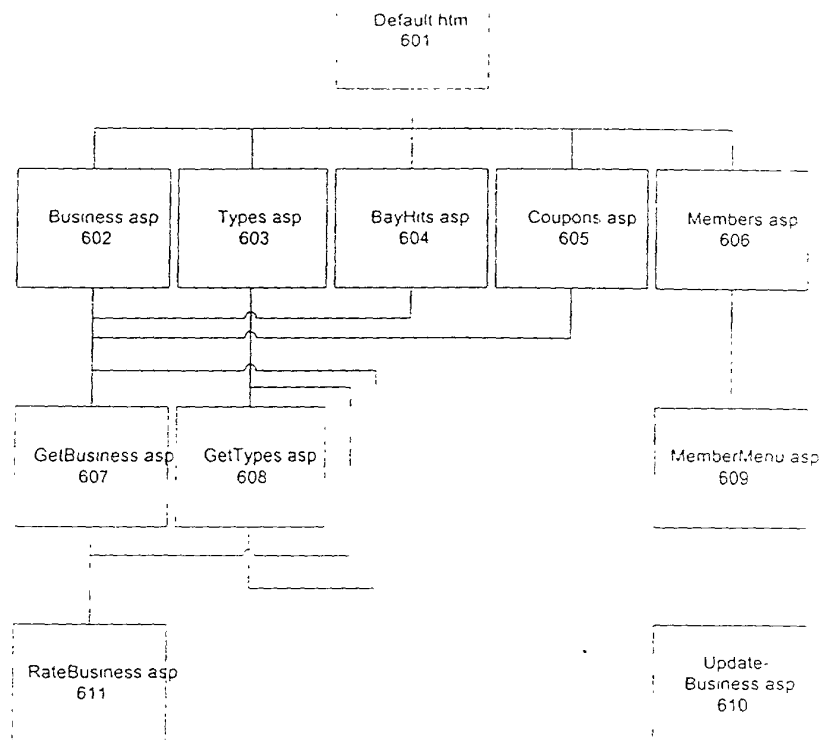 Default htm
601
Business asp
602
Types asp
603
BayHits asp
604
Coupons asp
605
Members asp
606
GetBusiness asp
607
GetTypes asp
608
MemberMenu asp
609
RateBusiness asp
611
Update-
Business asp
610